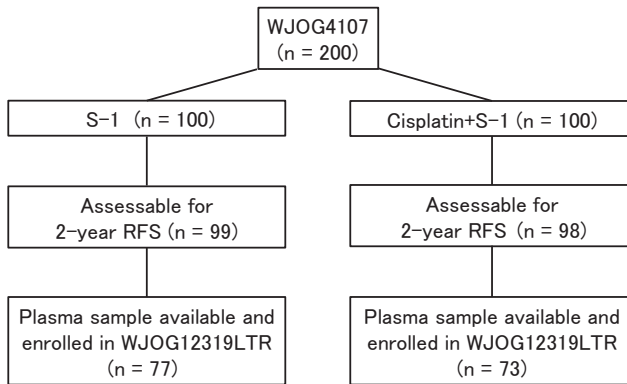 WJOG4107
(n = 200)
S-1 (n = 100)
Cisplatin+S-1 (n = 100)
Assessable for
2-year RFS (n = 99)
Assessable for
2-year RFS (n = 98)
Plasma sample available and
enrolled in WJOG12319LTR
(n = 77)
Plasma sample available and
enrolled in WJOG12319LTR
(n = 73)